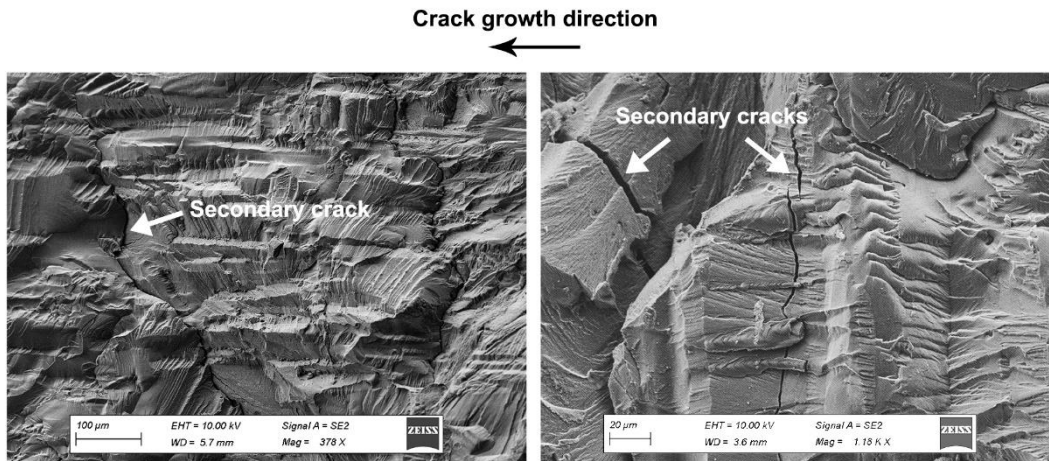 Crack growth direction
Secondary crack
100 µm
EHT = 10.00 kV
WD = 5.7 mm
Signal A = SE2
Mag = 378 X
ZEISS
Secondary cracks
20 µm
EHT = 10.00 kV
WD = 3.6 mm
Signal A = SE2
Mag = 1.18 K X
ZEISS